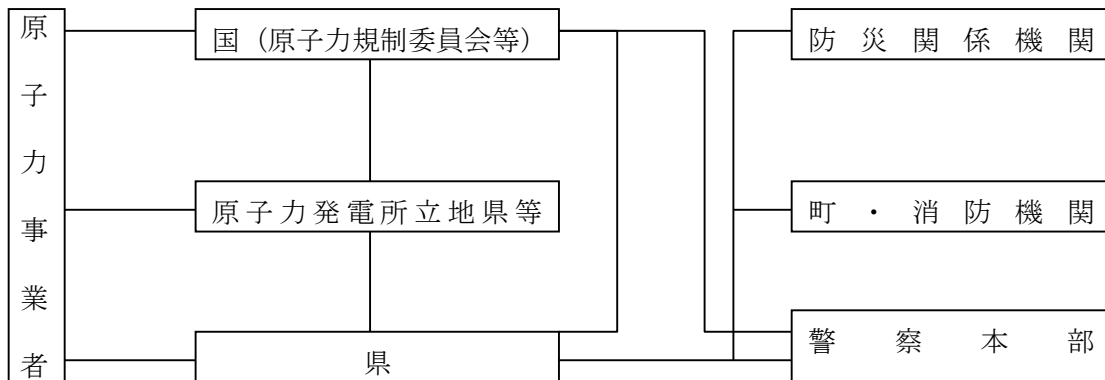 原子力事業者
国（原子力規制委員会等）
防災関係機関
原子力発電所立地県等
町・消防機関
県
警察本部